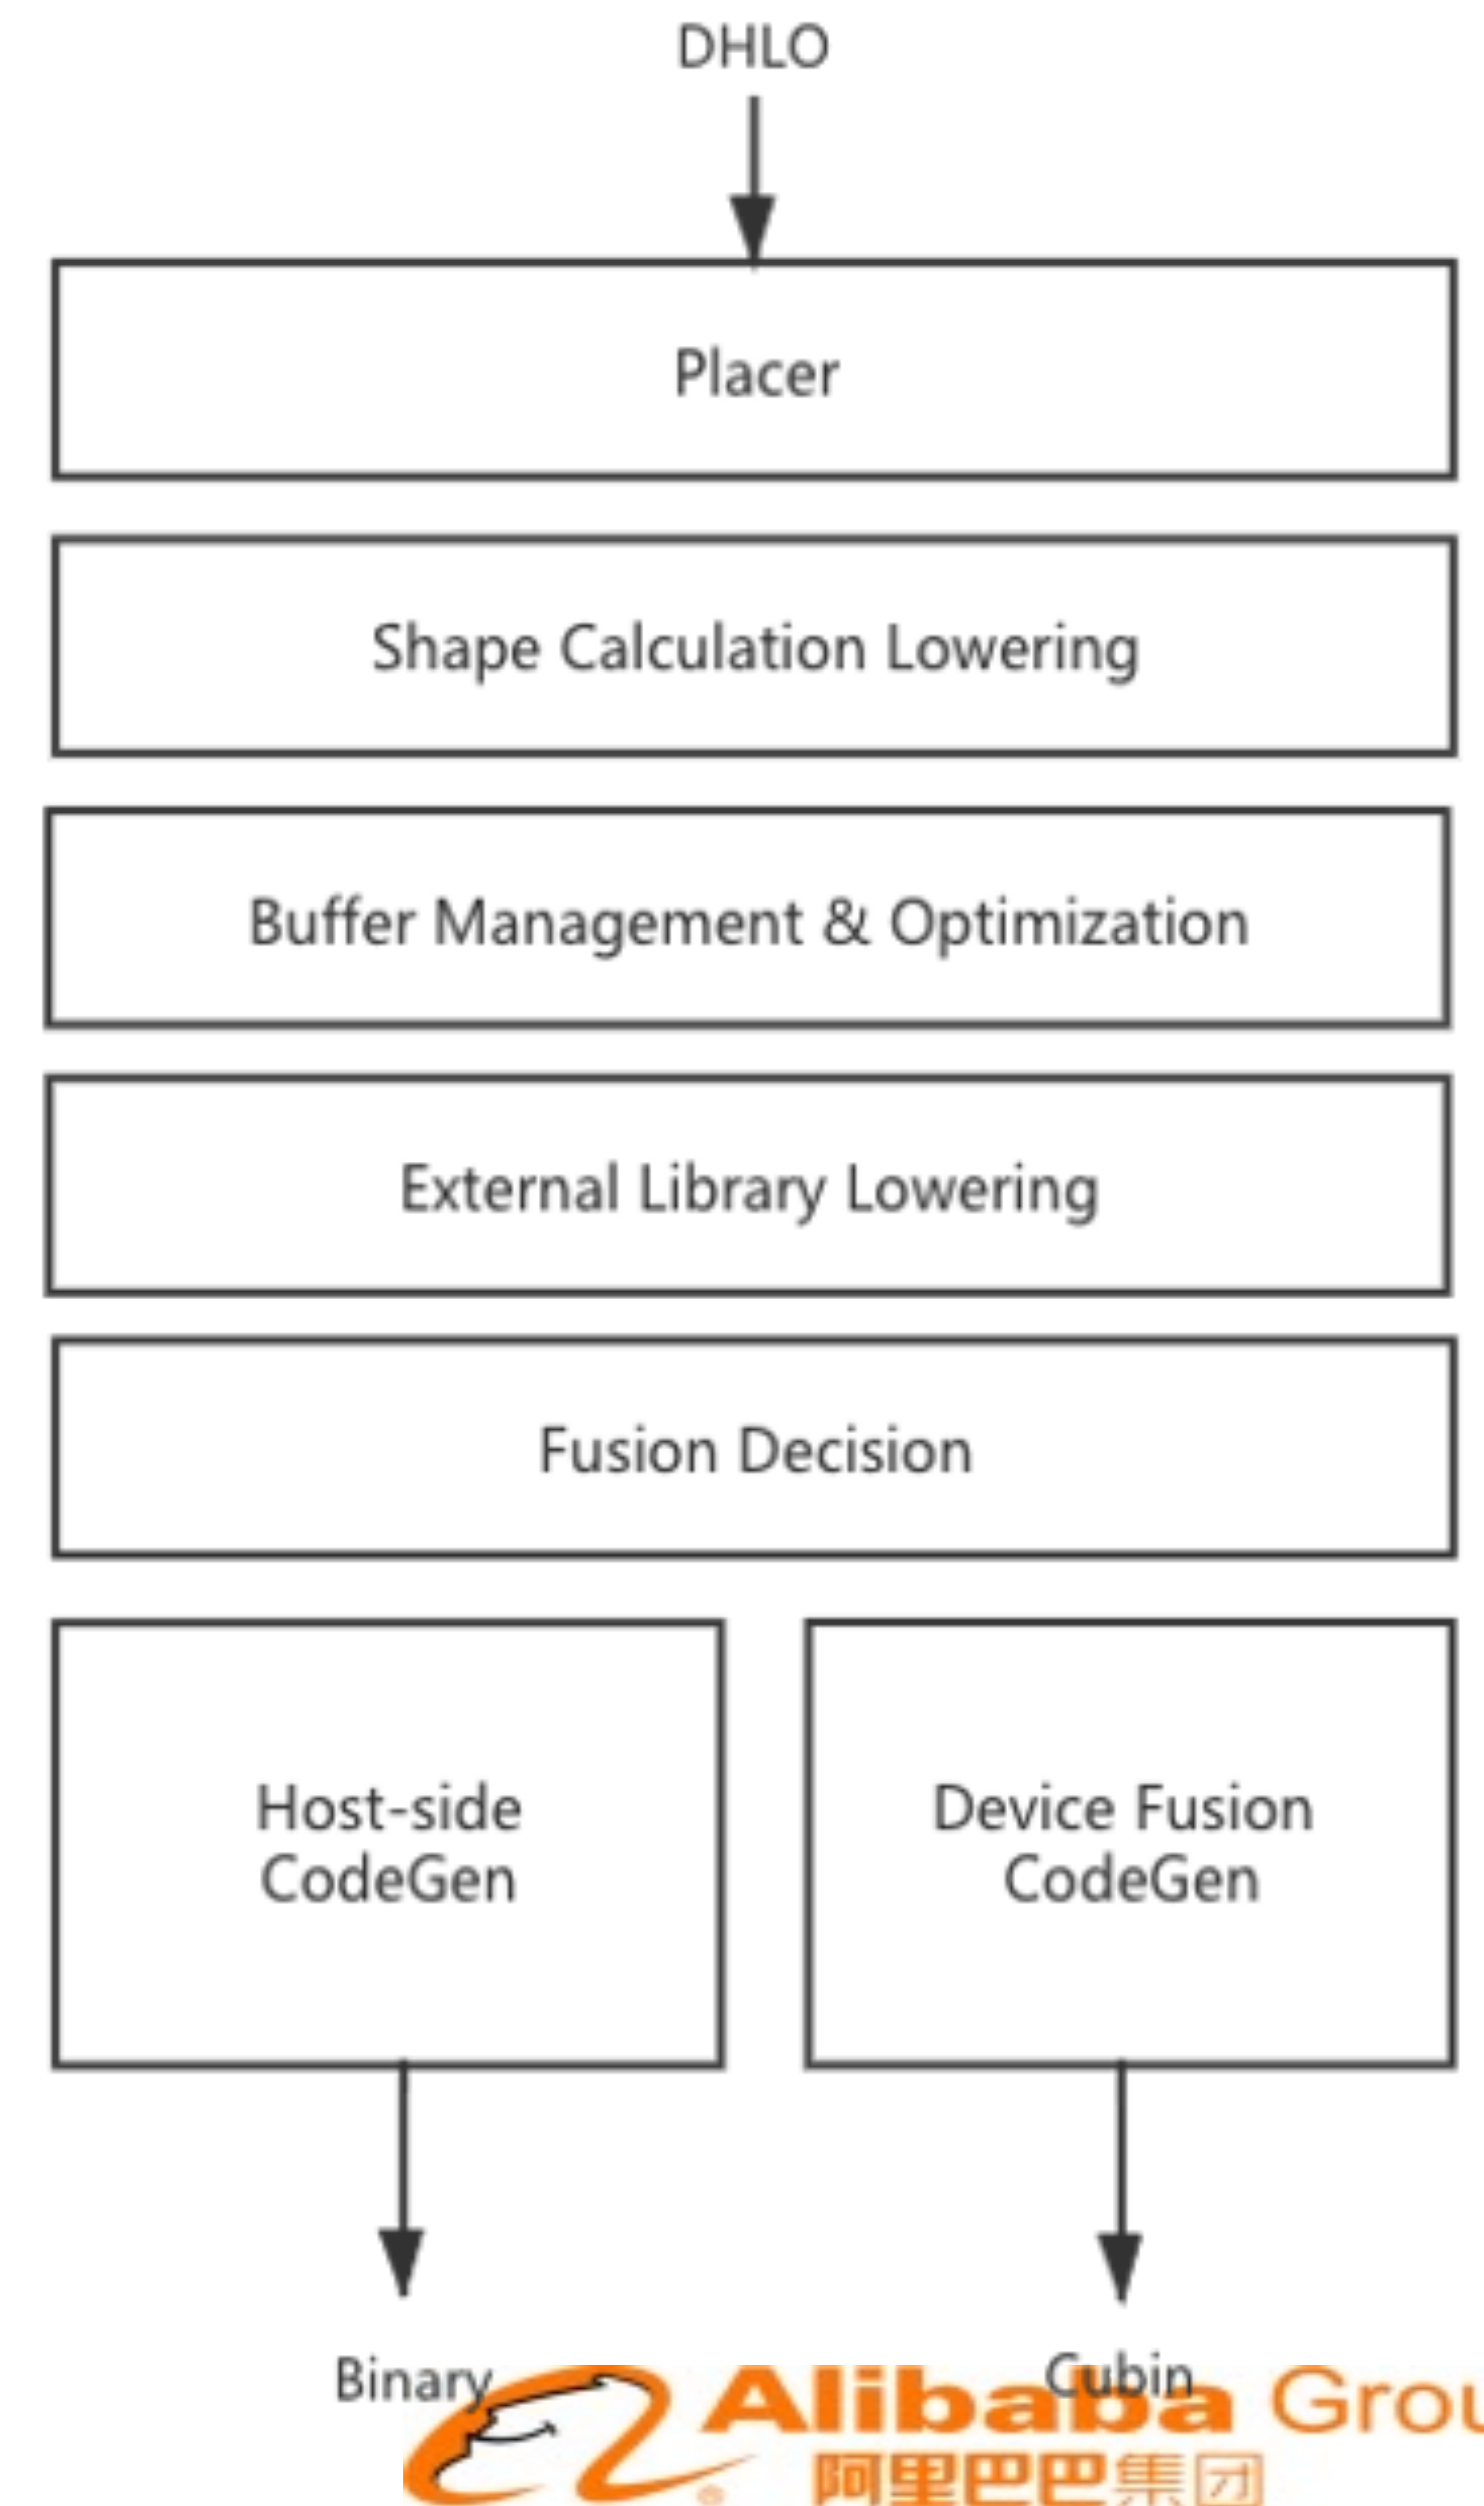 DHLO
Placer
Shape Calculation Lowering
Buffer Management & Optimization
External Library Lowering
Fusion Decision
Host-side
CodeGen
Device Fusion
CodeGen
Binary
Cubin
Alibaba Grou
阿里巴巴集团